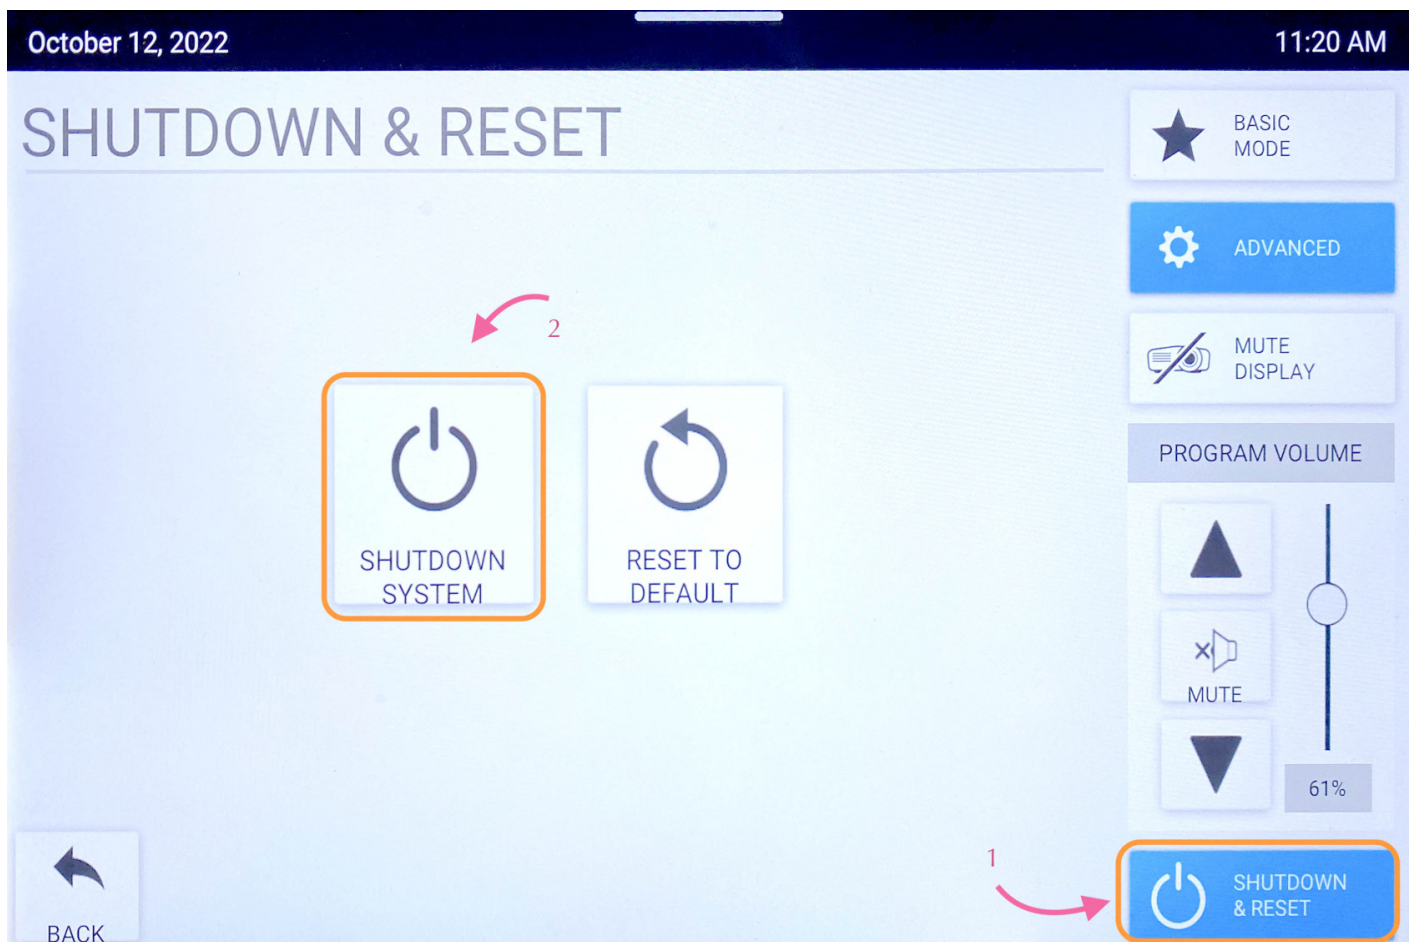 October 12, 2022
11:20 AM
SHUTDOWN & RESET
BASIC
MODE
ADVANCED
MUTE
DISPLAY
PROGRAM VOLUME
MUTE
61%
2
SHUTDOWN
SYSTEM
RESET TO
DEFAULT
BACK
1
SHUTDOWN
& RESET